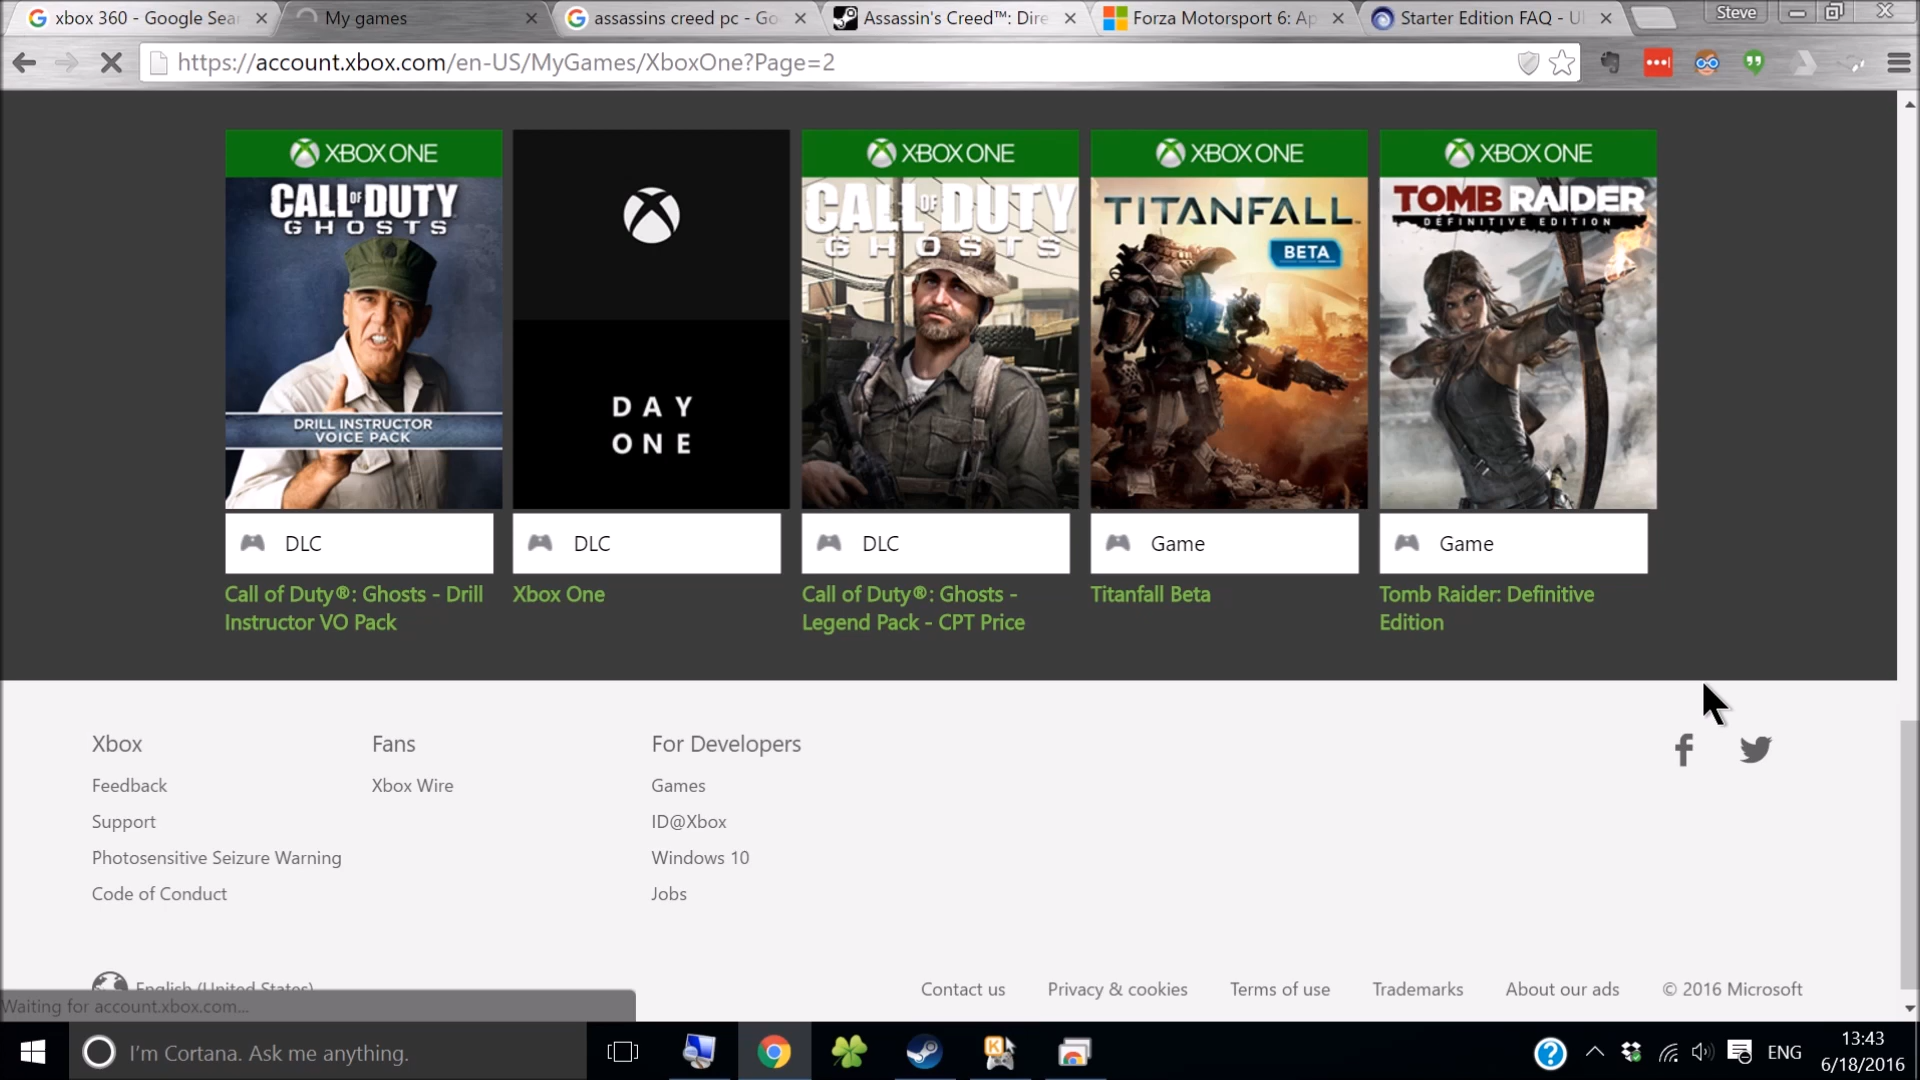 xbox 360 - Google Sea
My games
assassins creed pc - Go
Assassin's Creed™: Dire
Forza Motorsport 6: Ap
Starter Edition FAQ - U
Steve
https://account.xbox.com/en-US/MyGames/XboxOne?Page=2
XBOX ONE
CALL OF DUTY
GHOSTS
DRILL INSTRUCTOR
VOICE PACK
DLC
Call of Duty®: Ghosts - Drill
Instructor VO Pack
DAY
ONE
DLC
Xbox One
XBOX ONE
CALL OF DUTY
GHOSTS
DLC
Call of Duty®: Ghosts -
Legend Pack - CPT Price
XBOX ONE
TITANFALL
BETA
Game
Titanfall Beta
XBOX ONE
TOMB RAIDER
DEFINITIVE EDITION
Game
Tomb Raider: Definitive
Edition
Xbox
Feedback
Support
Photosensitive Seizure Warning
Code of Conduct
Fans
Xbox Wire
For Developers
Games
ID@Xbox
Windows 10
Jobs
English (United States)
Contact us
Privacy & cookies
Terms of use
Trademarks
About our ads
© 2016 Microsoft
Waiting for account.xbox.com...
I'm Cortana. Ask me anything.
ENG
13:43
6/18/2016